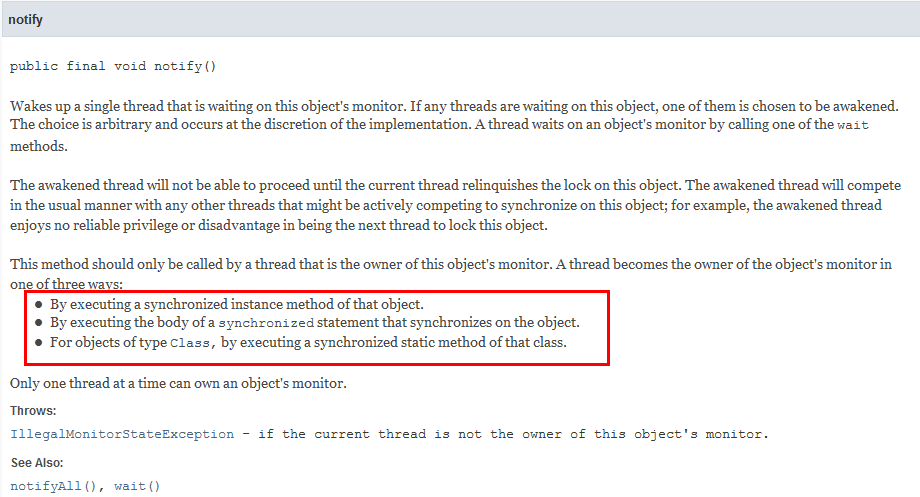 notify
public final void notify()
Wakes up a single thread that is waiting on this object's monitor. If any threads are waiting on this object, one of them is chosen to be awakened.
The choice is arbitrary and occurs at the discretion of the implementation. A thread waits on an object's monitor by calling one of the wait
methods.
The awakened thread will not be able to proceed until the current thread relinquishes the lock on this object. The awakened thread will compete
in the usual manner with any other threads that might be actively competing to synchronize on this object; for example, the awakened thread
enjoys no reliable privilege or disadvantage in being the next thread to lock this object.
This method should only be called by a thread that is the owner of this object's monitor. A thread becomes the owner of the object's monitor in
one of three ways:
● By executing a synchronized instance method of that object.
● By executing the body of a synchronized statement that synchronizes on the object.
● For objects of type Class, by executing a synchronized static method of that class.
Only one thread at a time can own an object's monitor.
Throws:
IllegalMonitorStateException - if the current thread is not the owner of this object's monitor.
See Also:
notifyAll(), wait()